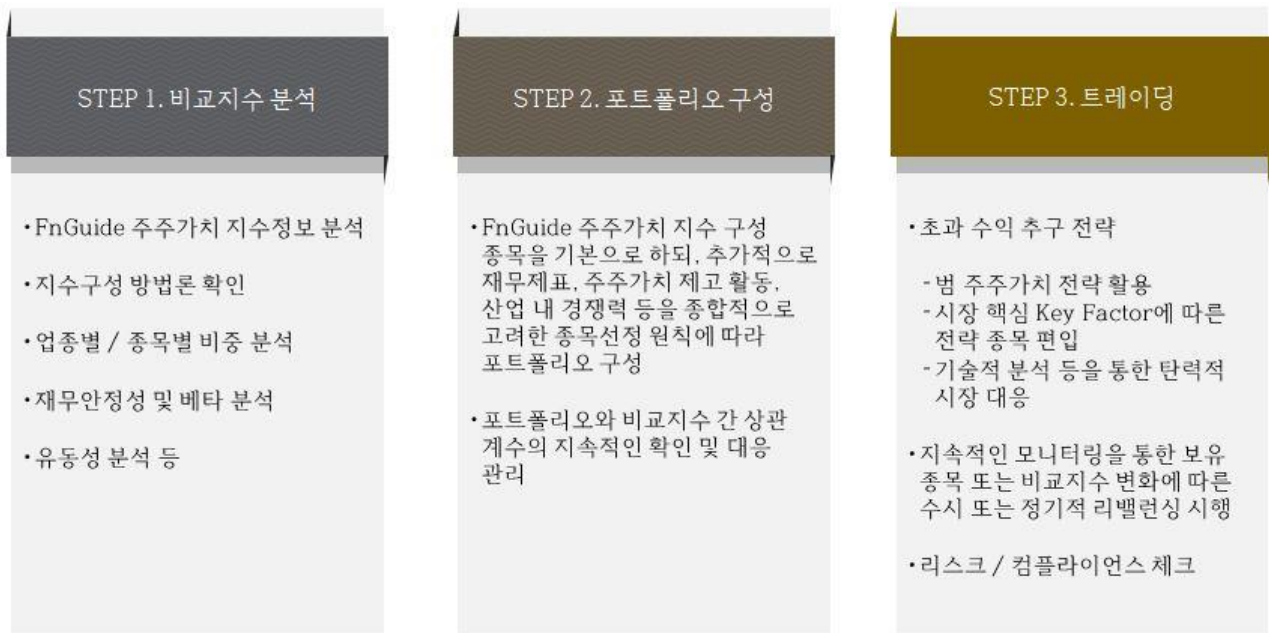 STEP 1. 비교지수 분석
•FnGuide 주주가치 지수정보 분석
•지수구성 방법론 확인
•업종별 / 종목별 비중 분석
•재무안정성 및 베타 분석
•유동성 분석 등
STEP 2. 포트폴리오 구성
•FnGuide 주주가치 지수 구성
종목을 기본으로 하되, 추가적으로
재무제표, 주주가치 제고 활동,
산업 내 경쟁력 등을 종합적으로
고려한 종목선정 원칙에 따라
포트폴리오 구성
•포트폴리오와 비교지수 간 상관
계수의 지속적인 확인 및 대응
관리
STEP 3. 트레이딩
•초과 수익 추구 전략
-범 주주가치 전략 활용
-시장 핵심 Key Factor에 따른
전략 종목 편입
-기술적 분석 등을 통한 탄력적
시장 대응
•지속적인 모니터링을 통한 보유
종목 또는 비교지수 변화에 따른
수시 또는 정기적 리밸런싱 시행
•리스크 / 컴플라이언스 체크